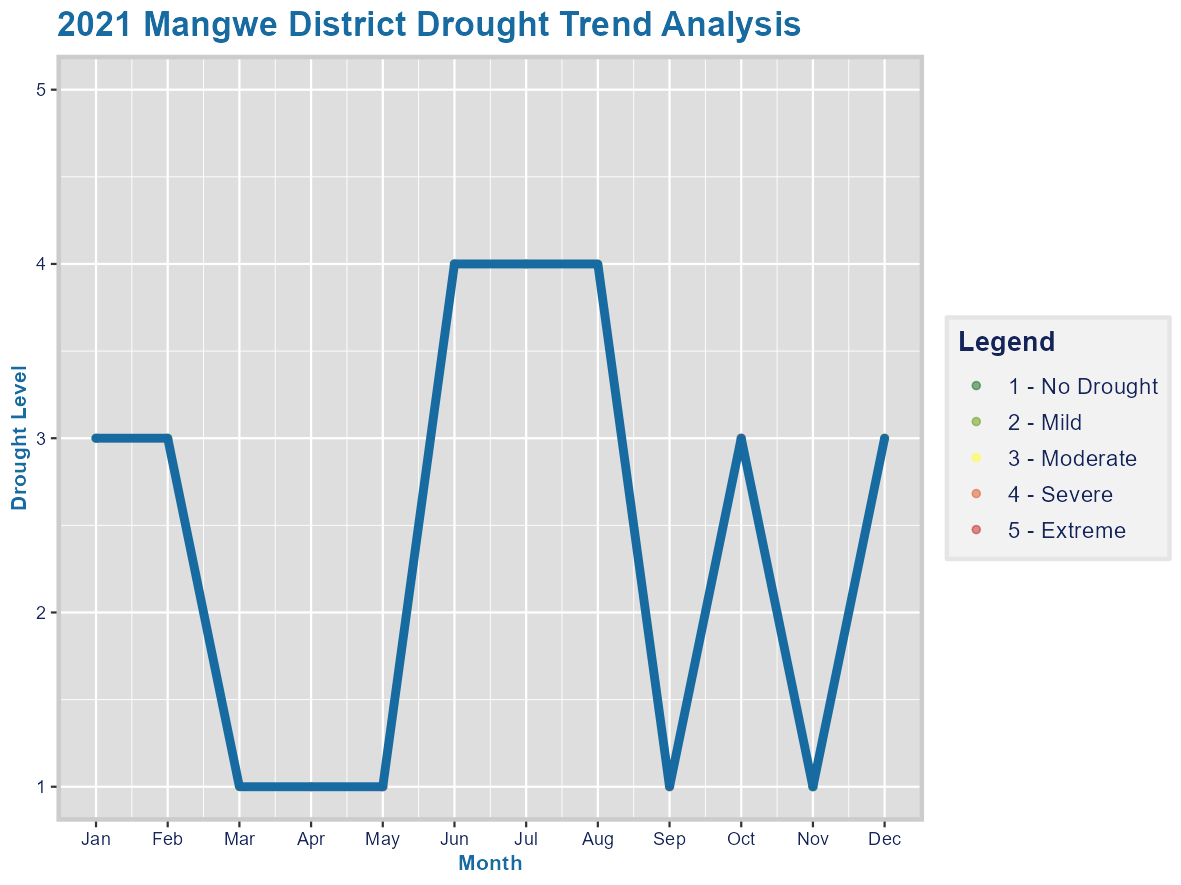 2021 Mangwe District Drought Trend Analysis
5
4
3
2
1
Drought Level
Jan Feb Mar Apr May Jun Jul Aug Sep Oct Nov Dec
Month
Legend
1 - No Drought
2 - Mild
3 - Moderate
4 - Severe
5 - Extreme